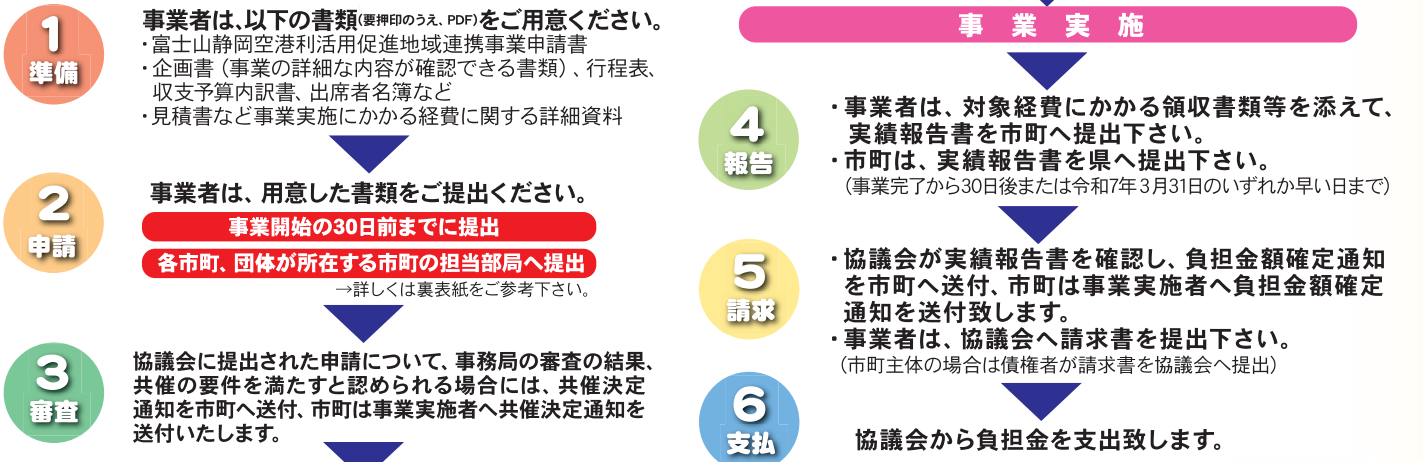 1
準備
事業者は、以下の書類(要押印のうえ、PDF)をご用意ください。
・富士山静岡空港利活用促進地域連携事業申請書
・企画書（事業の詳細な内容が確認できる書類）、行程表、
収支予算内訳書、出席者名簿など
・見積書など事業実施にかかる経費に関する詳細資料
2
申請
事業者は、用意した書類をご提出ください。
事業開始の30日前までに提出
各市町、団体が所在する市町の担当部局へ提出
→詳しくは裏表紙をご参考下さい。
3
審査
協議会に提出された申請について、事務局の審査の結果、
共催の要件を満たすと認められる場合には、共催決定
通知を市町へ送付、市町は事業実施者へ共催決定通知を
送付いたします。
事業実施
4
報告
・事業者は、対象経費にかかる領収書類等を添えて、
実績報告書を市町へ提出下さい。
・市町は、実績報告書を県へ提出下さい。
（事業完了から30日後または令和7年3月31日のいずれか早い日まで）
5
請求
・協議会が実績報告書を確認し、負担金額確定通知
を市町へ送付、市町は事業実施者へ負担金額確定
通知を送付致します。
・事業者は、協議会へ請求書を提出下さい。
（市町主体の場合は債権者が請求書を協議会へ提出）
6
支払
協議会から負担金を支出致します。